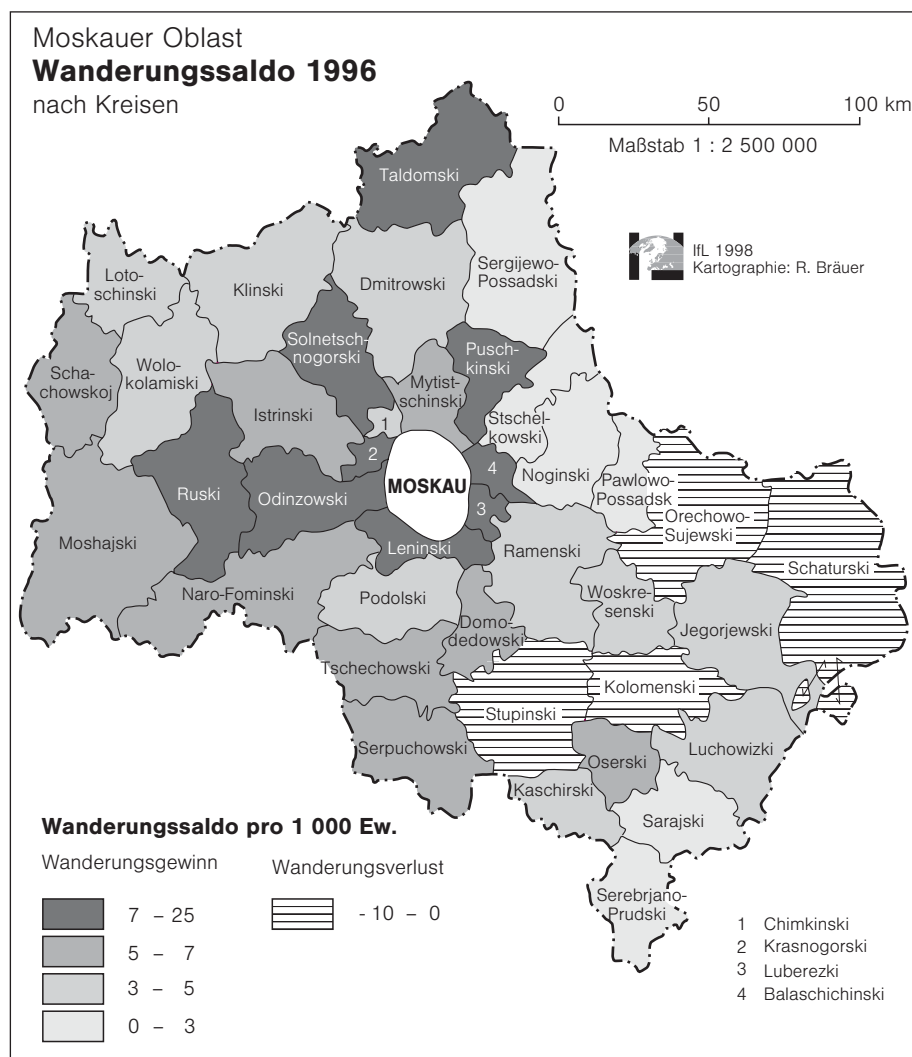 Moskauer Oblast
Wanderungssaldo 1996
nach Kreisen
0 50 100 km
Maßstab 1 : 2 500 000
IfL 1998
Kartographie: R. Bräuer
Taldomski
Sergijewo-
Possadski
Loto-
schinski
Klinski
Dmitrowski
Solnetsch-
nogorski
Puschkinski
Scha-
chowskoj
Wolo-
kolamiski
Istrinski
Mytist-
schinski
Stschel-
kowski
1
2
MOSKAU
4
3
Noginski
Pawlowo-
Possadsk
Orechowo-
Sujewski
Schaturski
Ruski
Odinzowski
Moshajski
Leninski
Ramenski
Naro-Fominski
Podolski
Woskre-
senski
Jegorjewski
Domo-
dedowski
Tschechowski
Kolomenski
Stupinski
Serpuchowski
Oserski
Luchowizki
Kaschirski
Sarajski
Serebrjano-
Prudski
Wanderungssaldo pro 1 000 Ew.
Wanderungsgewinn
7 – 25
5 – 7
3 – 5
0 – 3
Wanderungsverlust
- 10 – 0
1 Chimkinski
2 Krasnogorski
3 Luberezki
4 Balaschichinski